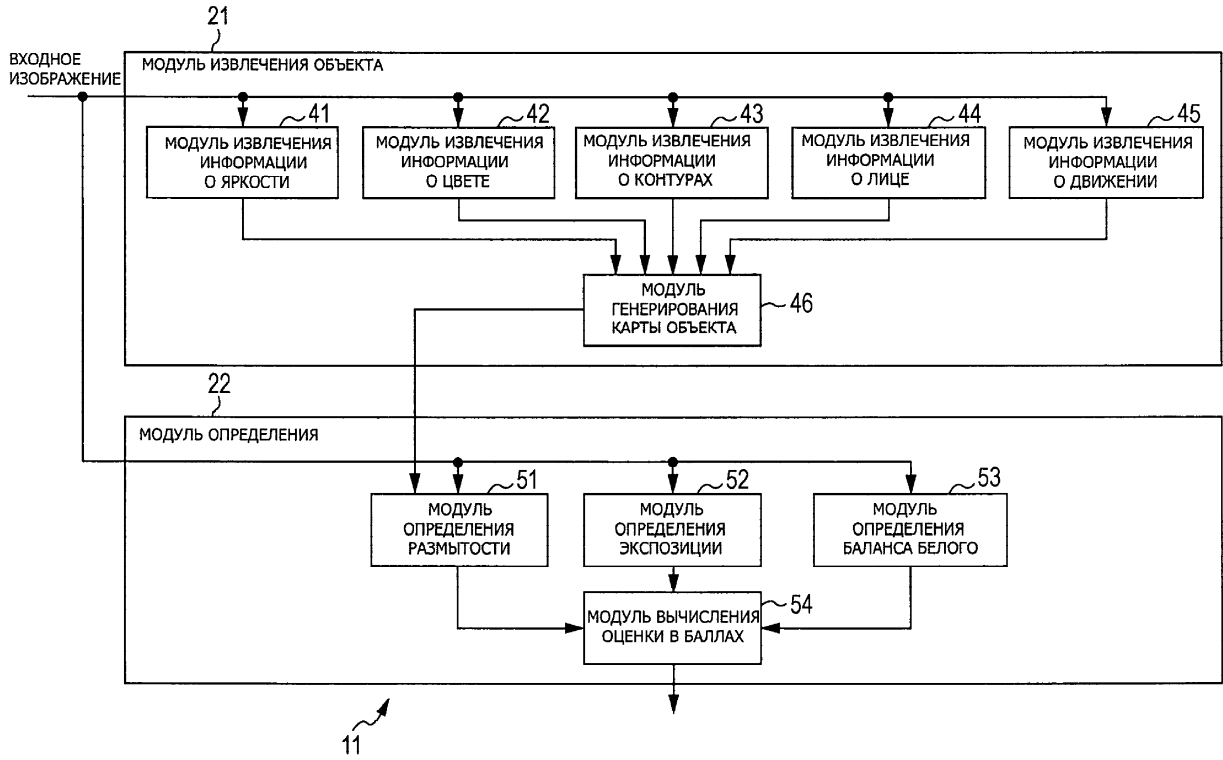 21
ВХОДНОЕ
ИЗОБРАЖЕНИЕ
МОДУЛЬ ИЗВЛЕЧЕНИЯ ОБЪЕКТА
41
МОДУЛЬ ИЗВЛЕЧЕНИЯ
ИНФОРМАЦИИ
О ЯРКОСТИ
42
МОДУЛЬ ИЗВЛЕЧЕНИЯ
ИНФОРМАЦИИ
О ЦВЕТЕ
43
МОДУЛЬ ИЗВЛЕЧЕНИЯ
ИНФОРМАЦИИ
О КОНТУРАХ
44
МОДУЛЬ ИЗВЛЕЧЕНИЯ
ИНФОРМАЦИИ
О ЛИЦЕ
45
МОДУЛЬ ИЗВЛЕЧЕНИЯ
ИНФОРМАЦИИ
О ДВИЖЕНИИ
МОДУЛЬ
ГЕНЕРИРОВАНИЯ
КАРТЫ ОБЪЕКТА
46
22
МОДУЛЬ ОПРЕДЕЛЕНИЯ
51
МОДУЛЬ
ОПРЕДЕЛЕНИЯ
РАЗМЫТОСТИ
52
МОДУЛЬ
ОПРЕДЕЛЕНИЯ
ЭКСПОЗИЦИИ
53
МОДУЛЬ
ОПРЕДЕЛЕНИЯ
БАЛАНСА БЕЛОГО
МОДУЛЬ ВЫЧИСЛЕНИЯ
ОЦЕНКИ В БАЛЛАХ
54
11